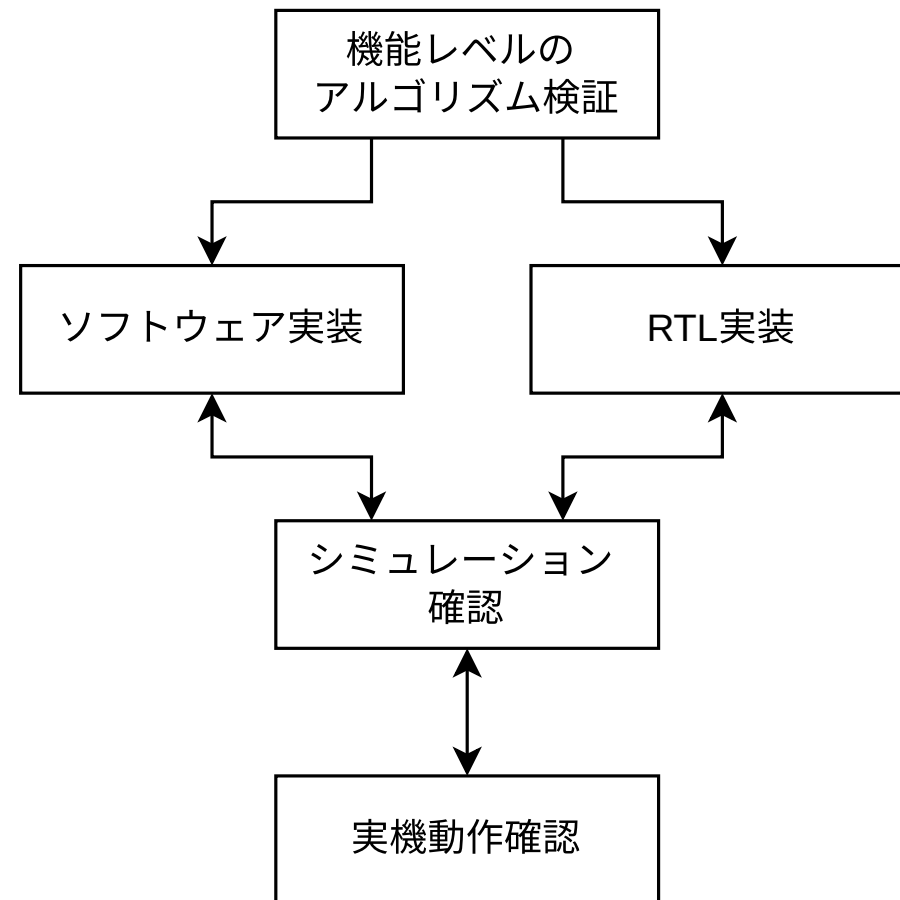 機能レベルの
アルゴリズム検証
ソフトウェア実装
RTL実装
シミュレーション
確認
実機動作確認